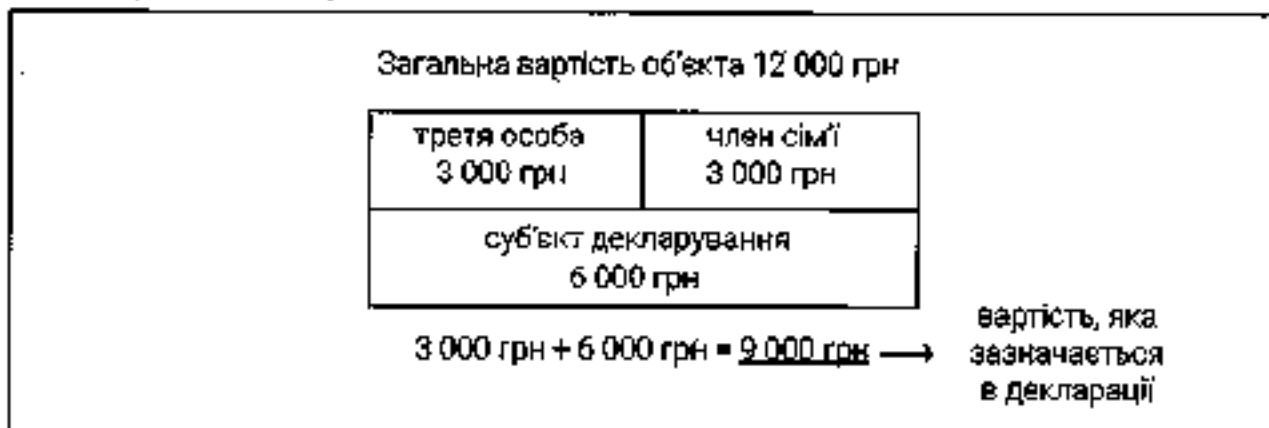 Загальна вартість об'єкта 12 000 грн
третя особа
3 000 грн
член сім'ї
3 000 грн
суб'єкт декларування
6 000 грн
3 000 грн + 6 000 грн = 9 000 грн →
вартість, яка
зазначається
в декларації